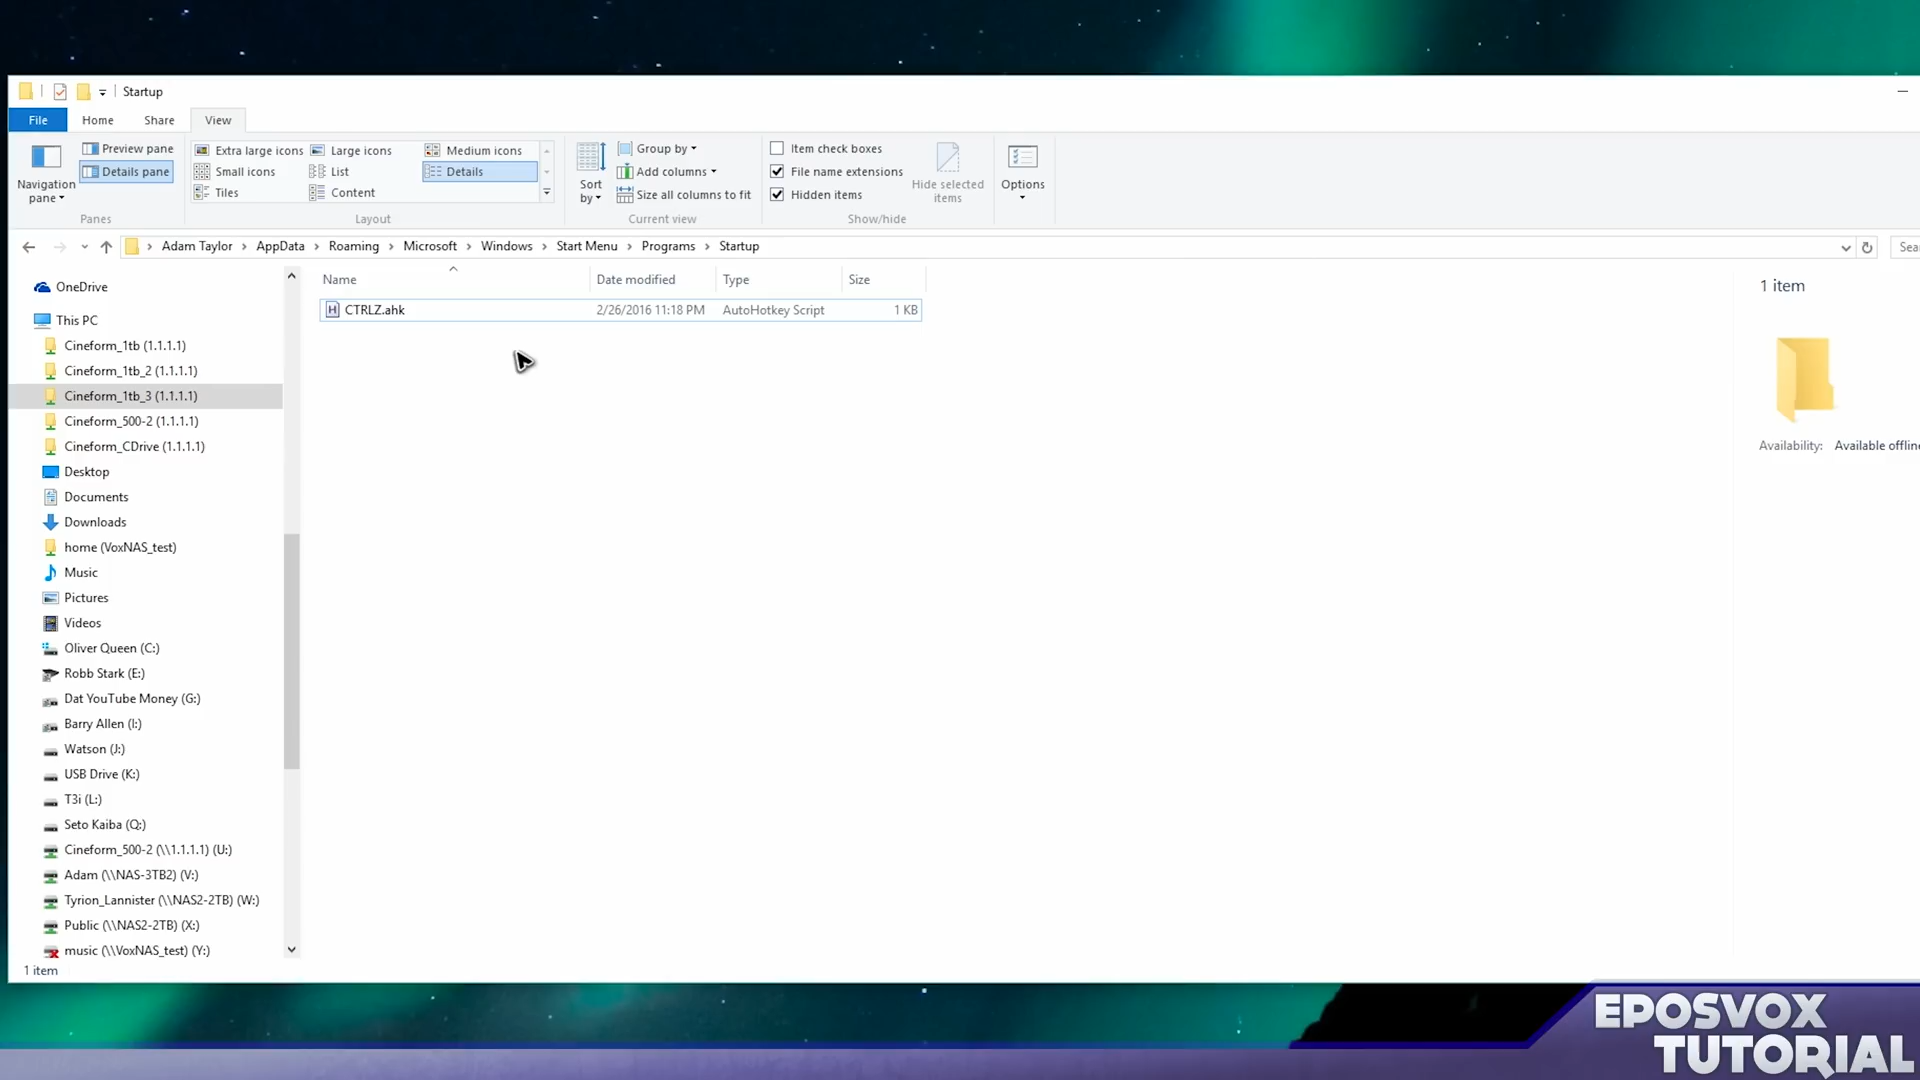 Startup
File Home Share View
Navigation pane
Preview pane
Details pane
Panes
Extra large icons Large icons Medium icons
Small icons List Details
Tiles Content
Layout
Sort by
Group by
Add columns
Size all columns to fit
Current view
Item check boxes
File name extensions
Hidden items
Hide selected items
Show/hide
Options
Adam Taylor AppData Roaming Microsoft Windows Start Menu Programs Startup
Sea
Name Date modified Type Size
CTRLZ.ahk 2/26/2016 11:18 PM AutoHotkey Script 1 KB
OneDrive
This PC
Cineform_1tb (1.1.1.1)
Cineform_1tb_2 (1.1.1.1)
Cineform_1tb_3 (1.1.1.1)
Cineform_500-2 (1.1.1.1)
Cineform_CDrive (1.1.1.1)
Desktop
Documents
Downloads
home (VoxNAS_test)
Music
Pictures
Videos
Oliver Queen (C:)
Robb Stark (E:)
Dat YouTube Money (G:)
Barry Allen (I:)
Watson (J:)
USB Drive (K:)
T3i (L:)
Seto Kaiba (Q:)
Cineform_500-2 (\\1.1.1.1) (U:)
Adam (\\NAS-3TB2) (V:)
Tyrion_Lannister (\\NAS2-2TB) (W:)
Public (\\NAS2-2TB) (X:)
music (\\VoxNAS_test) (Y:)
1 item
1 item
Availability: Available offline
EPOSVOX
TUTORIAL